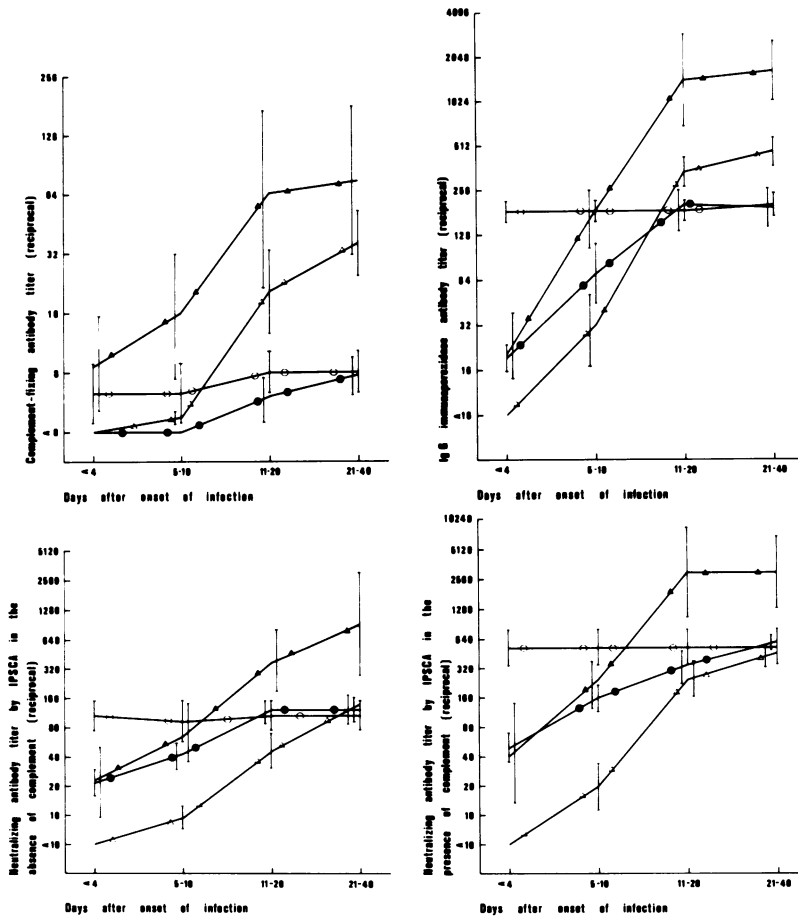 Complement-fixing antibody titer (reciprocal)
256
128
64
32
16
8
<8
<4 5-10 11-20 21-40
Days after onset of infection
Ig G immunoperoxidase antibody titer (reciprocal)
4096
2048
1024
512
256
128
64
32
16
<16
<4 5-10 11-20 21-40
Days after onset of infection
Neutralizing antibody titer by IPSCA in the
absence of complement (reciprocal)
5120
2560
1280
640
320
160
80
40
20
10
<10
<4 5-10 11-20 21-40
Days after onset of infection
Neutralizing antibody titer by IPSCA in the
presence of complement (reciprocal)
10240
5120
2560
1280
640
320
160
80
40
20
10
<10
<4 5-10 11-20 21-40
Days after onset of infection